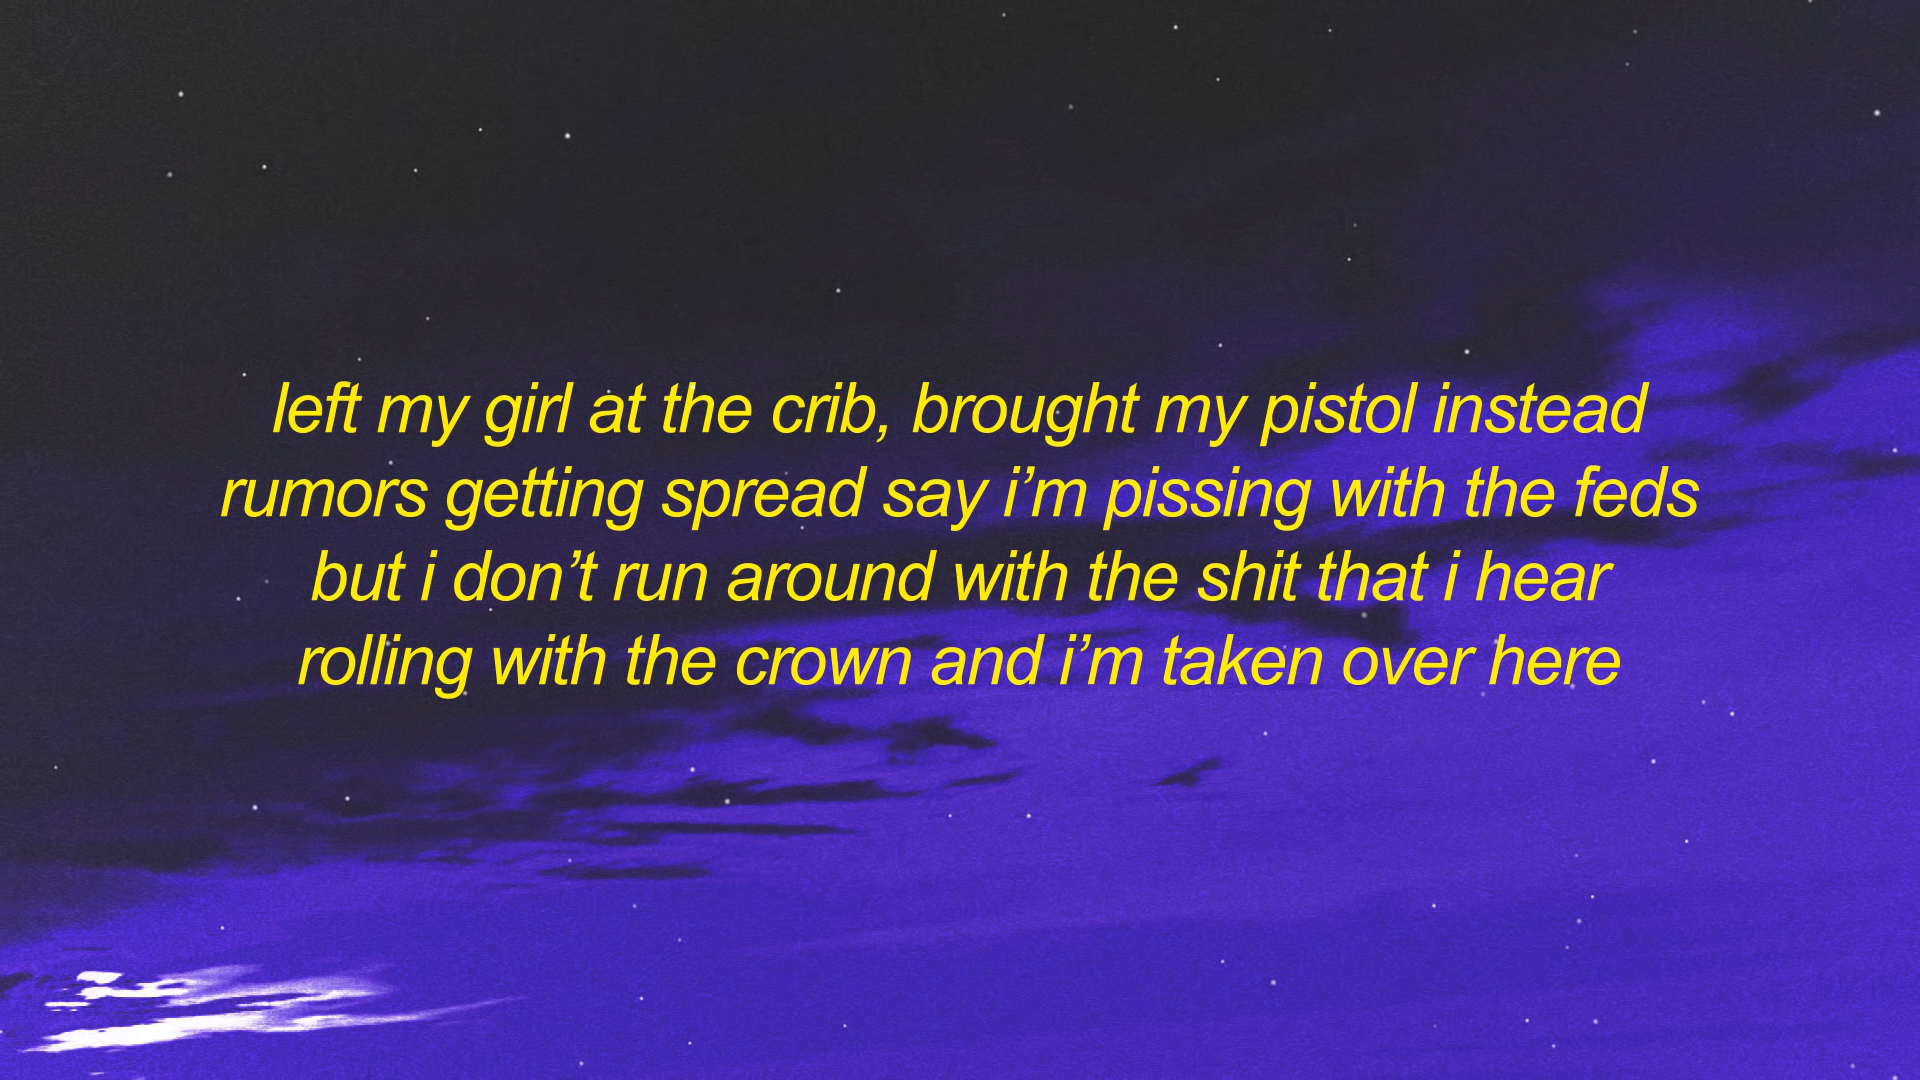 left my girl at the crib, brought my pistol instead
rumors getting spread say i’m pissing with the feds
but i don’t run around with the shit that i hear
rolling with the crown and i’m taken over here